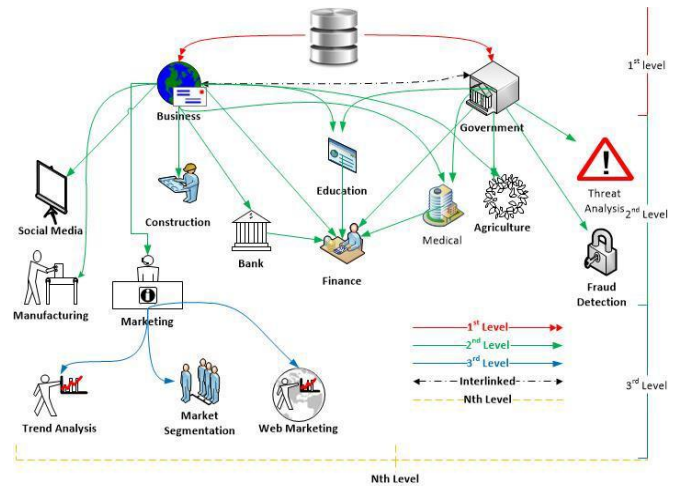 1st level
Business
Government
Education
Threat
Analysis
2nd Level
Social Media
Construction
Bank
Finance
Medical
Agriculture
Fraud
Detection
Manufacturing
Marketing
1st Level
2nd Level
3rd Level
Interlinked
Nth Level
3rd Level
Trend Analysis
Market
Segmentation
Web Marketing
Nth Level